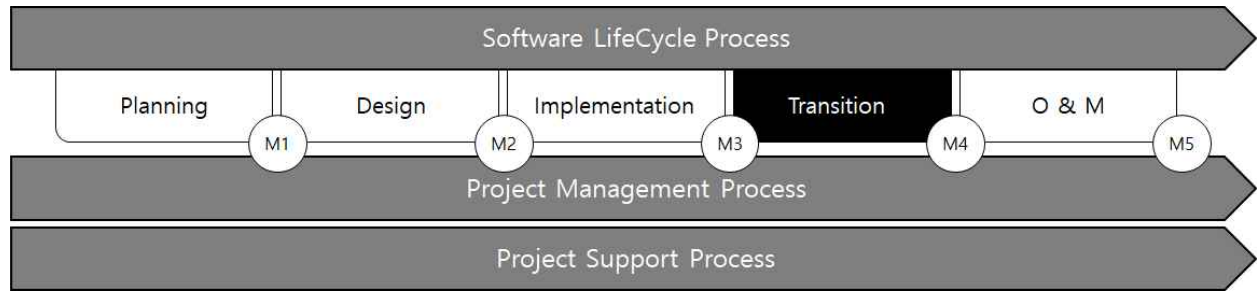 Software LifeCycle Process
Planning Design Implementation Transition O & M
M1 M2 M3 M4 M5
Project Management Process
Project Support Process